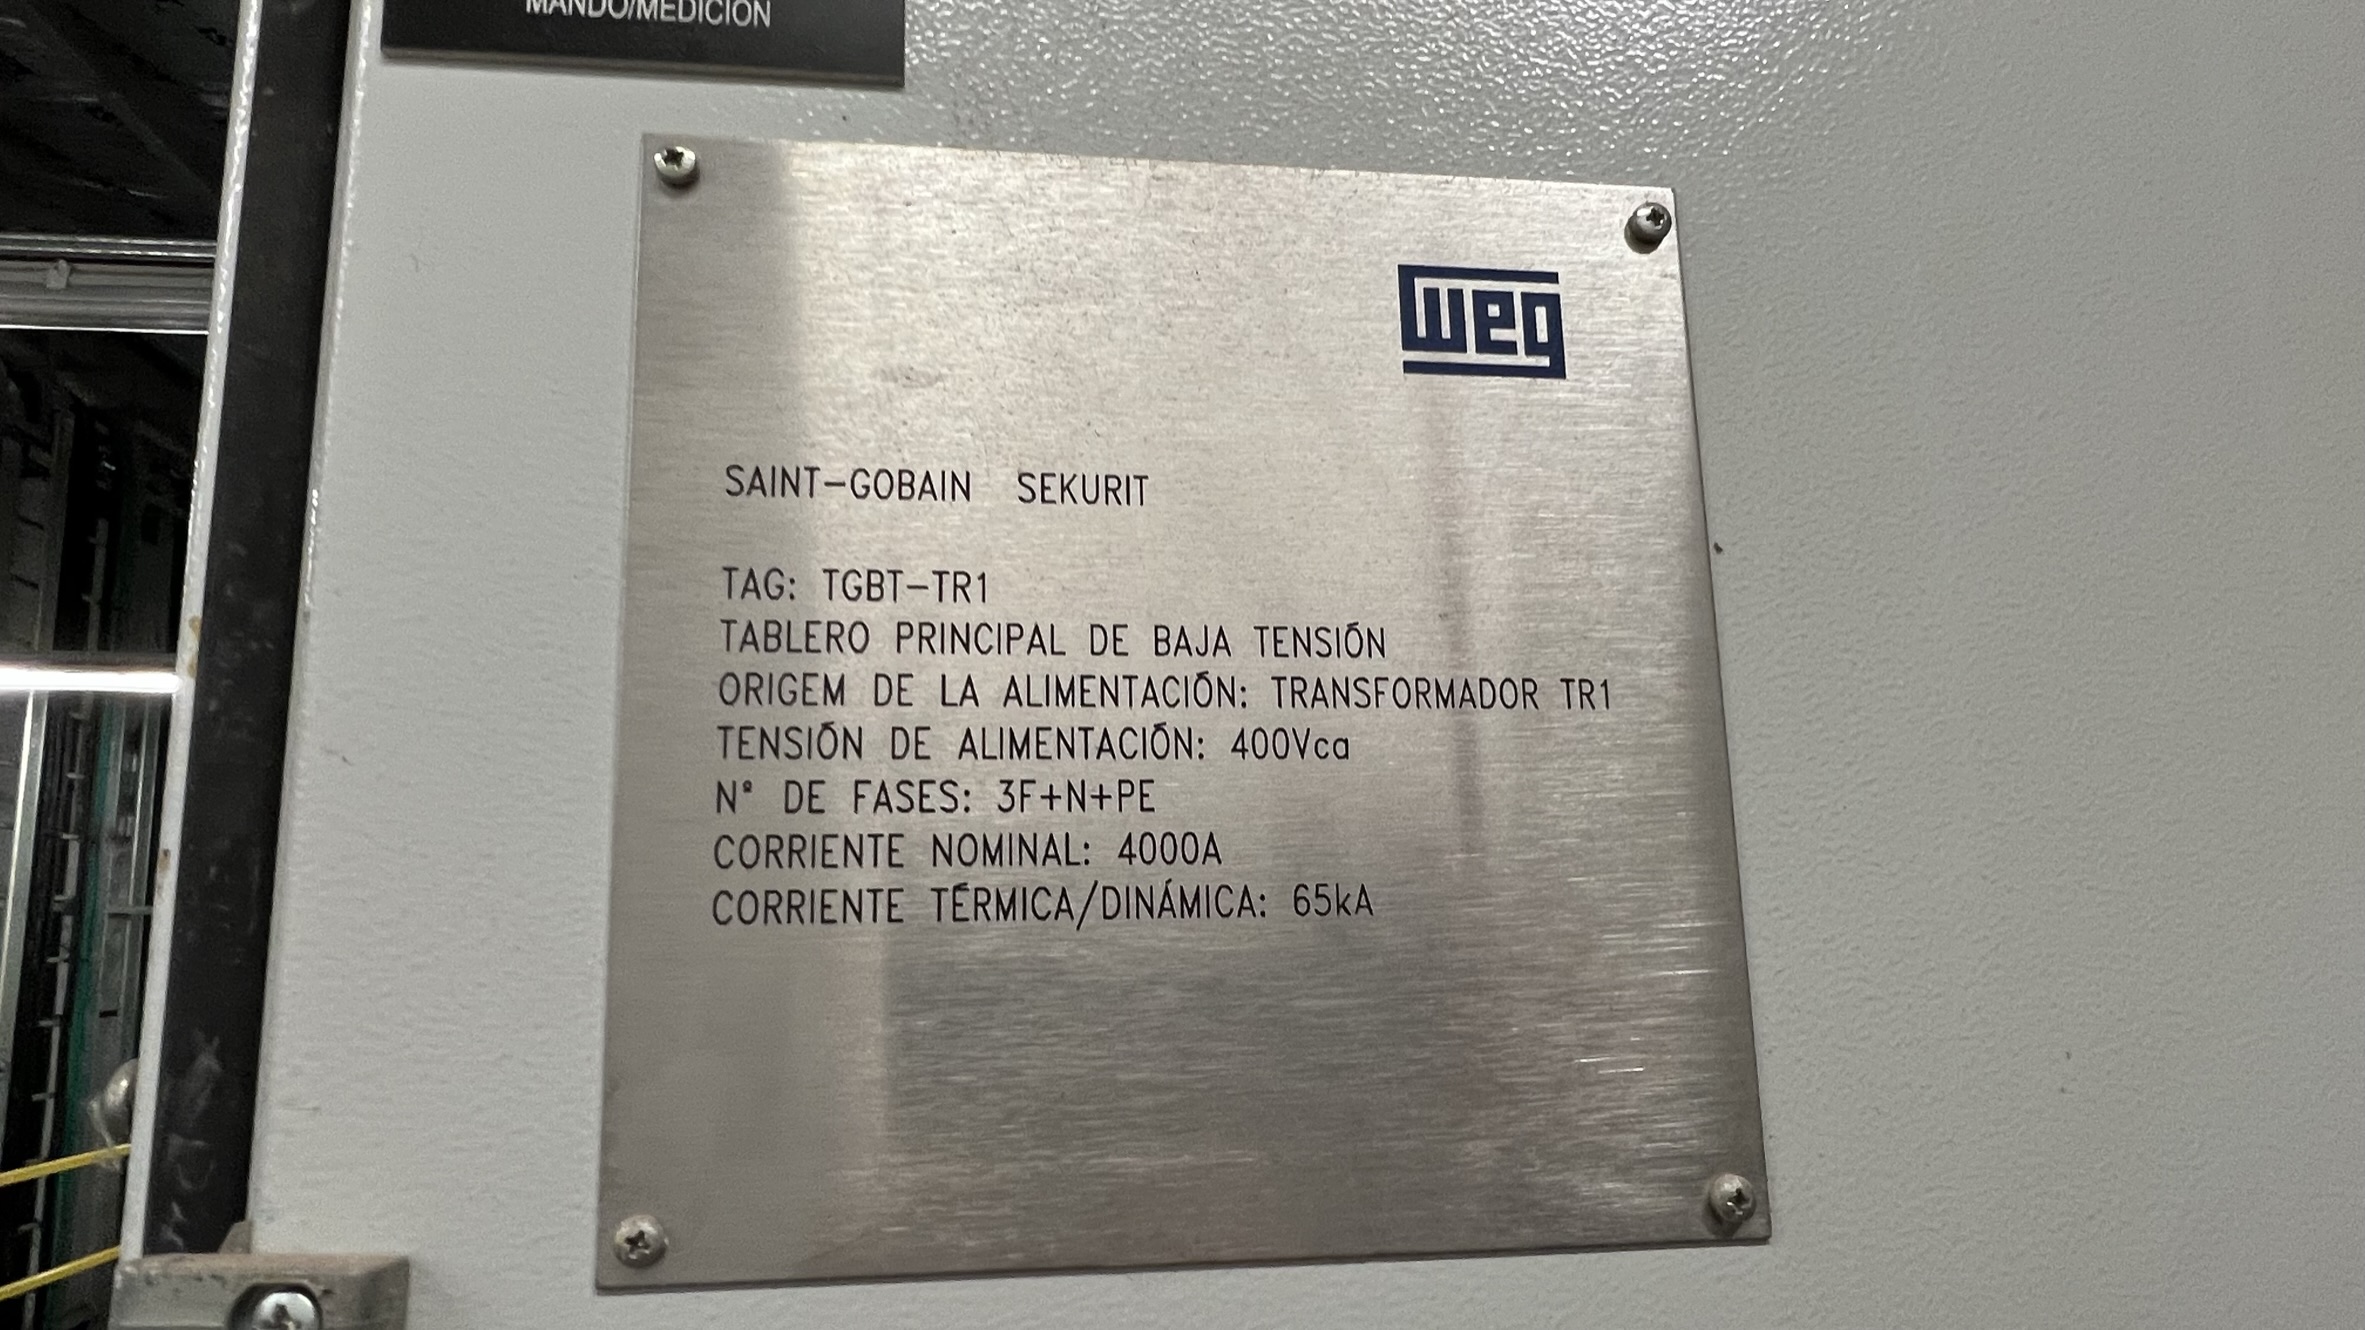 MANDO/MEDICIÓN
weg
SAINT-GOBAIN SEKURIT
TAG: TGBT-TR1
TABLERO PRINCIPAL DE BAJA TENSIÓN
ORIGEM DE LA ALIMENTACIÓN: TRANSFORMADOR TR1
TENSIÓN DE ALIMENTACIÓN: 400Vca
Nª DE FASES: 3F+N+PE
CORRIENTE NOMINAL: 4000A
CORRIENTE TÉRMICA/DINÁMICA: 65kA